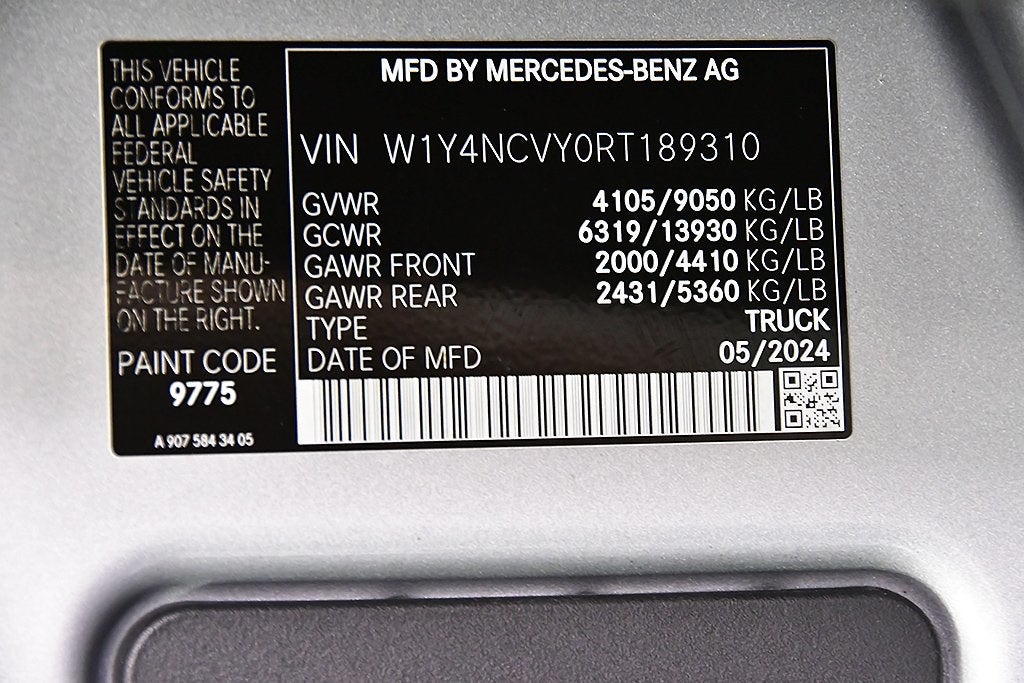 THIS VEHICLE
CONFORMS TO
ALL APPLICABLE
FEDERAL
VEHICLE SAFETY
STANDARDS IN
EFFECT ON THE
DATE OF MANU-
FACTURE SHOWN
ON THE RIGHT.
PAINT CODE
9775
A 907 584 34 05
MFD BY MERCEDES-BENZ AG
VIN W1Y4NCVY0RT189310
GVWR 4105/9050 KG/LB
GCWR 6319/13930 KG/LB
GAWR FRONT 2000/4410 KG/LB
GAWR REAR 2431/5360 KG/LB
TYPE TRUCK
DATE OF MFD 05/2024